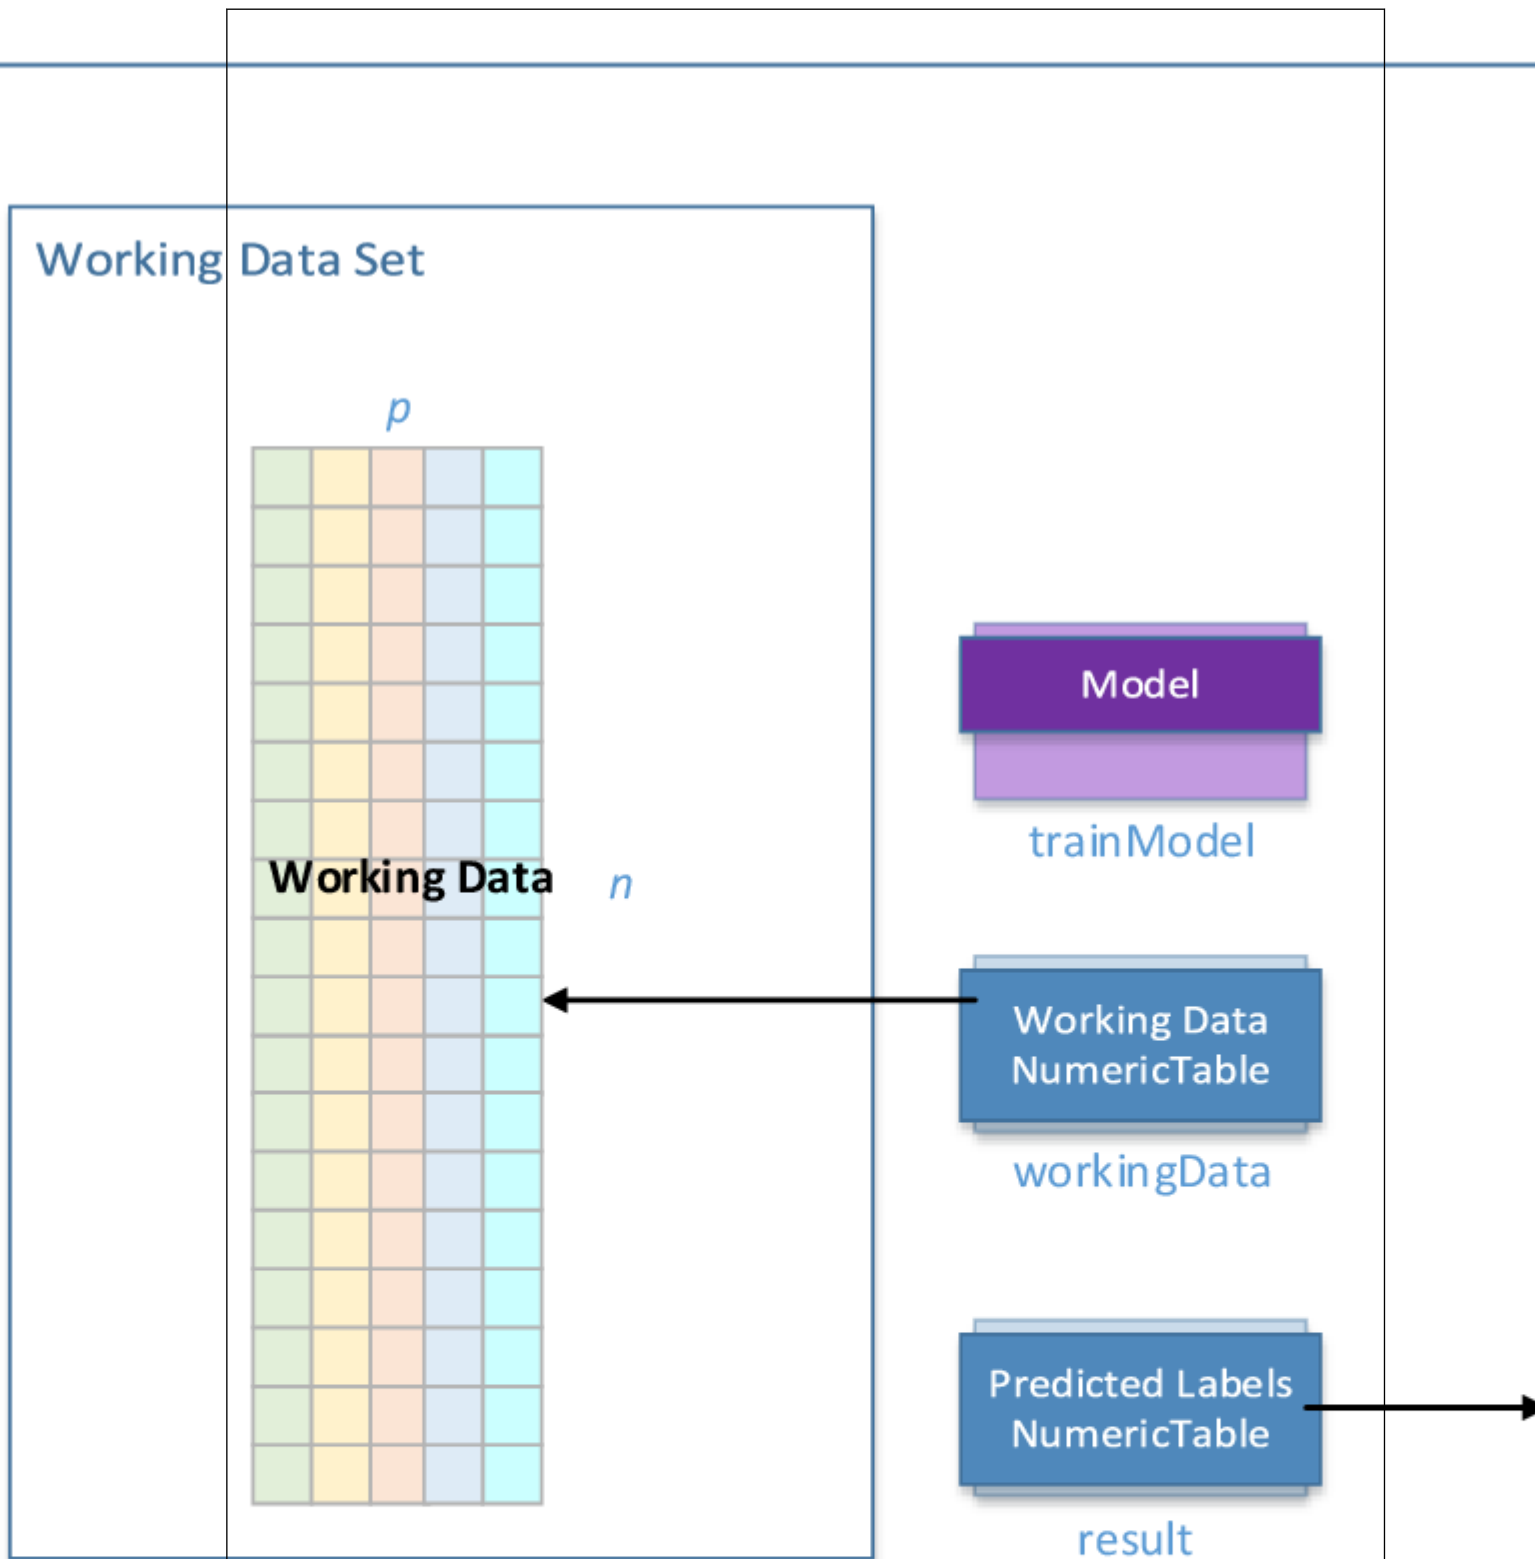 Working Data Set
p
Working Data
n
Model
trainModel
Working Data
NumericTable
workingData
Predicted Labels
NumericTable
result